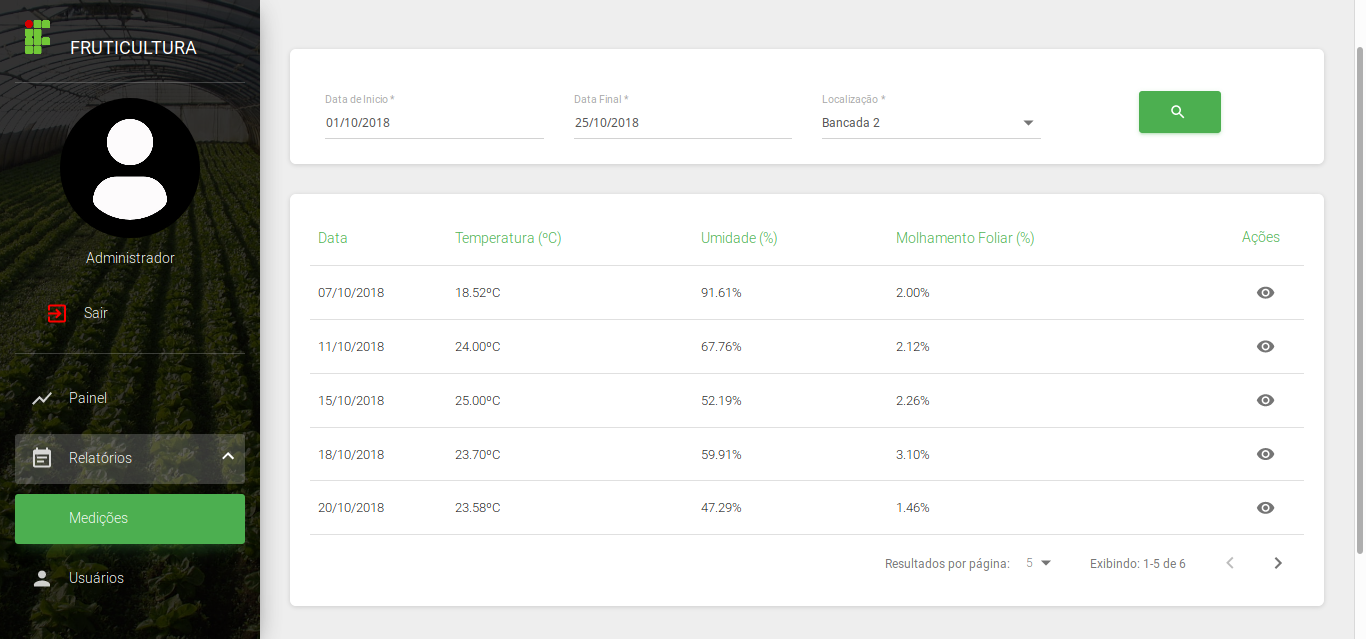 FRUTICULTURA
Administrador
Sair
Painel
Relatórios
Medições
Usuários
Data de Inicio * Data Final * Localização *
01/10/2018 25/10/2018 Bancada 2
Data Temperatura (ºC) Umidade (%) Molhamento Foliar (%) Ações
07/10/2018 18.52ºC 91.61% 2.00%
11/10/2018 24.00ºC 67.76% 2.12%
15/10/2018 25.00ºC 52.19% 2.26%
18/10/2018 23.70ºC 59.91% 3.10%
20/10/2018 23.58ºC 47.29% 1.46%
Resultados por página: 5 Exibindo: 1-5 de 6